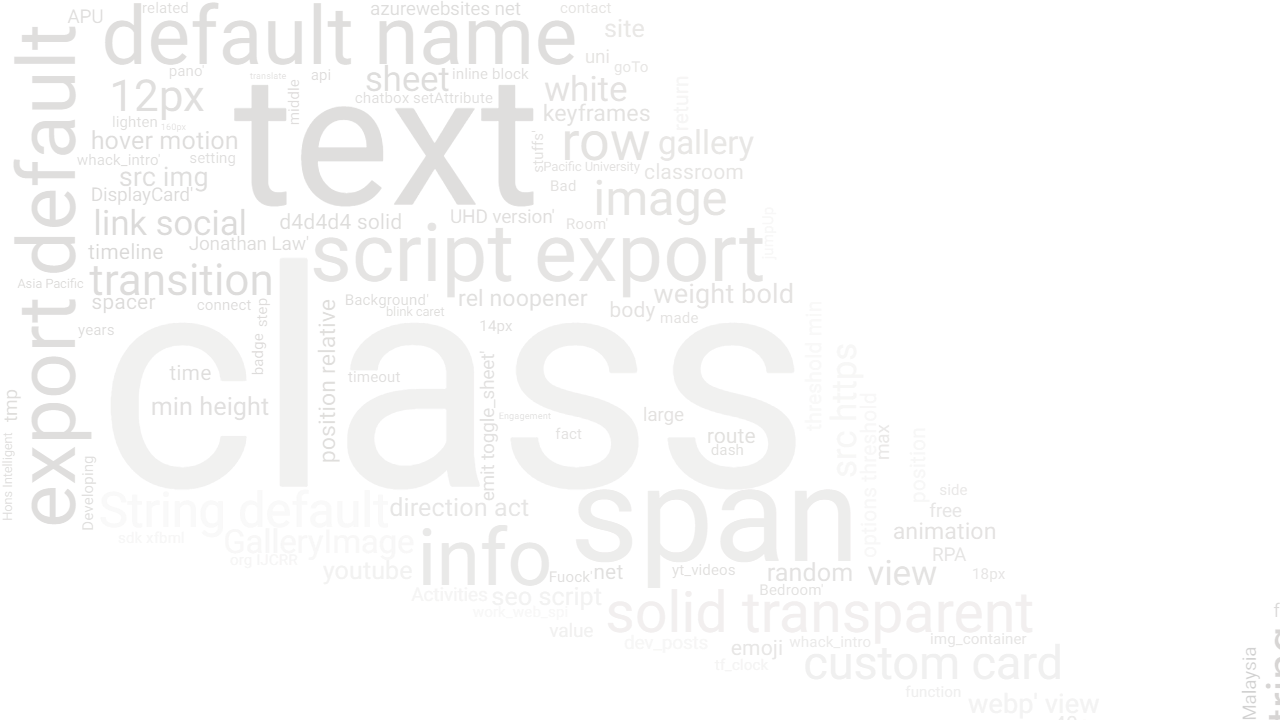 related
azurewebsites net
contact
APU
default name
site
uni
goTo
pano
translate
api
sheet
inline block
12px
middle
text
chatbox setAttribute
white
return
keyframes
lighten
160px
hover motion
row
gallery
whack_intro'
setting
stuffs'
Pacific University
classroom
src img
Bad
DisplayCard'
image
link social
d4d4d4 solid
UHD version'
Room'
jumpUp
Jonathan Law'
script export
timeline
export default
Asia Pacific
transition
spacer
connect
step
Background'
rel noopener
weight bold
blink caret
body
made
years
14px
class
badge
position relative
threshold min
time
timeout
emit toggle_sheet'
src https
tmp
min height
Engagement
large
fact
route
dash
options threshold
max
position
Hons Intelligent
Developing
String default
direction act
span
side
free
adk xfbml
GalleryImage
info
animation
org IJCRR
RPA
youtube
Fuock'
net
yt_videos
random
view
18px
Bedroom'
Activities
seo script
solid transparent
work_web_spi
value
dev_posts
emoji
whack_intro
img_container
tf_clock
custom card
function
webp' view
Malaysia